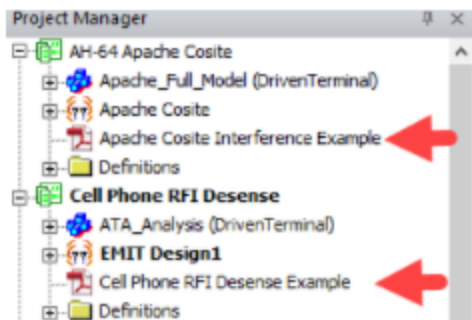 Project Manager
AH-64 Apache Cosite
Apache_Full_Model (DrivenTerminal)
Apache Cosite
Apache Cosite Interference Example
Definitions
Cell Phone RFI Desense
ATA_Analysis (DrivenTerminal)
EMIT Design1
Cell Phone RFI Desense Example
Definitions